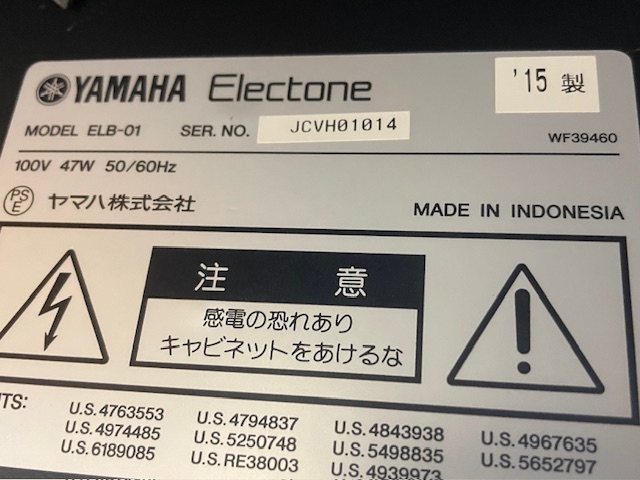 YAMAHA Electone '15 製
MODEL ELB-01 SER. NO. JCVH01014
WF39460
100V 47W 50/60Hz
PSE ヤマハ株式会社
MADE IN INDONESIA
注 意
感電の恐れあり
キャビネットをあけるな
U.S.4763553 U.S.4794837 U.S.4843938 U.S.4967635
U.S.4974485 U.S.5250748 U.S.5498835 U.S.5652797
U.S.6189085 U.S.RE38003 U.S.4939973